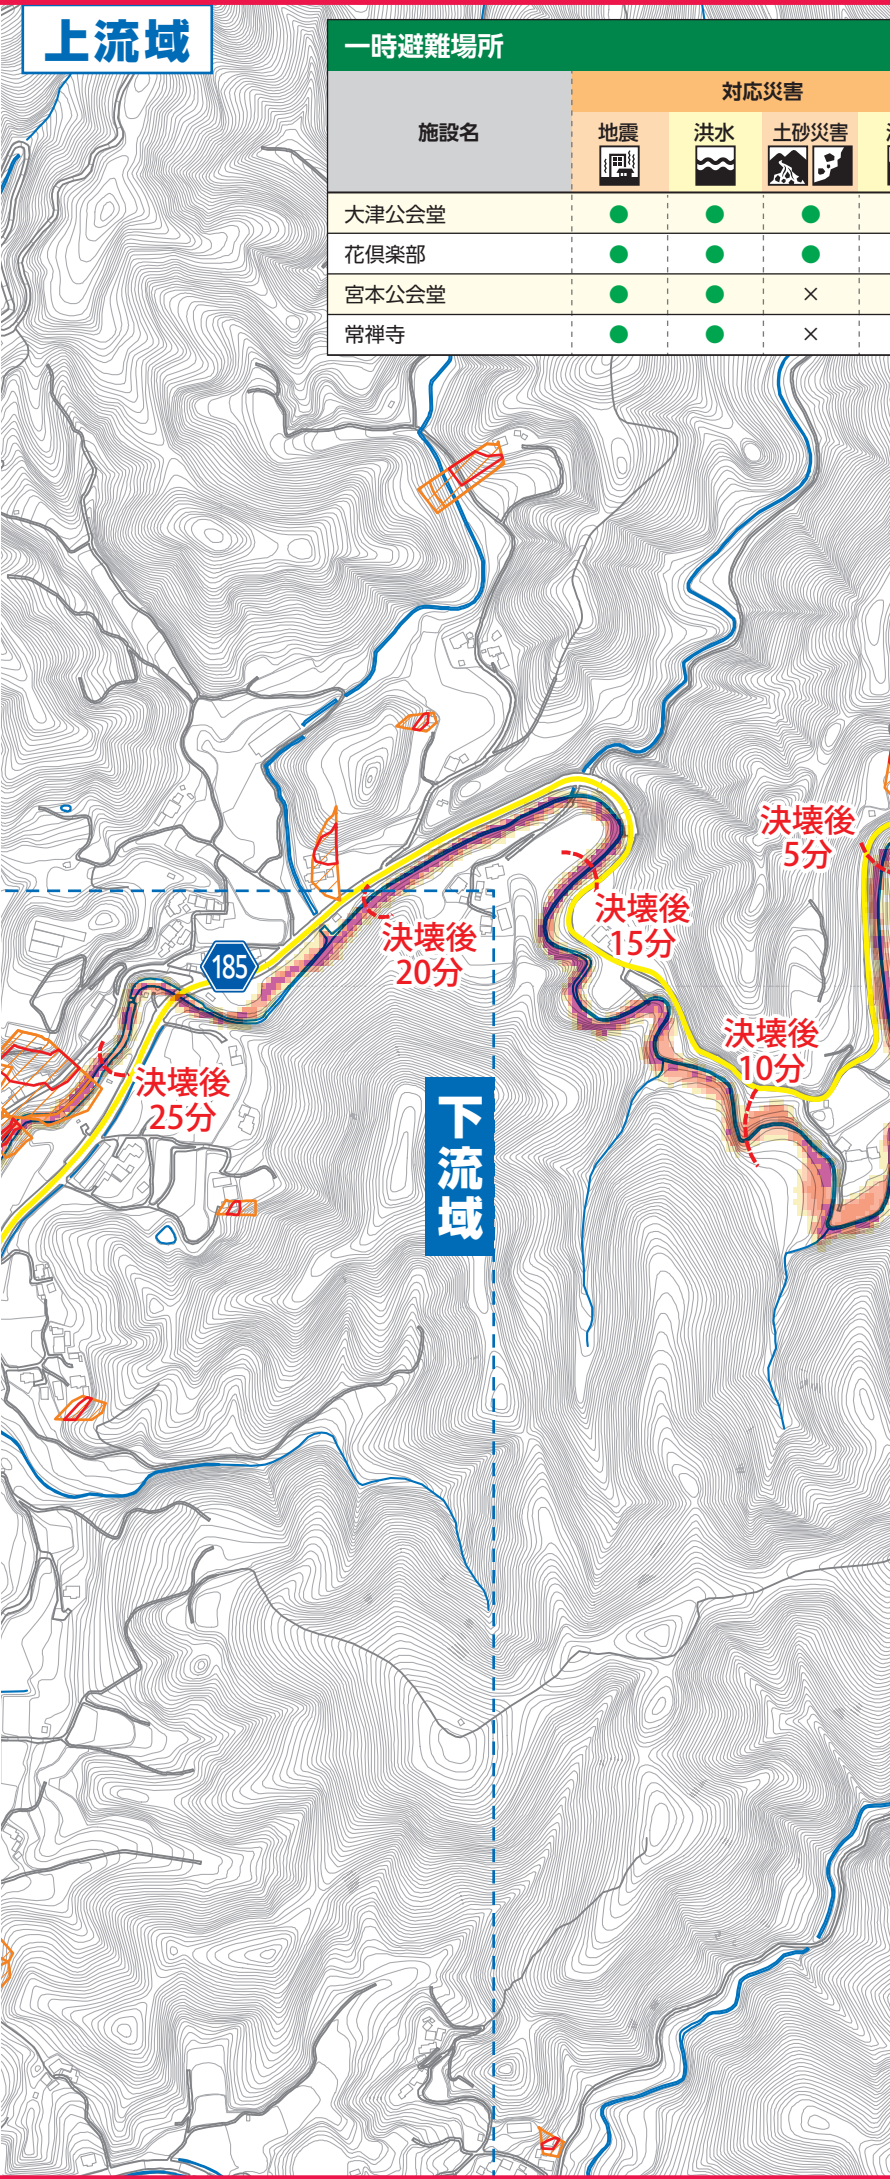 上流域
一時避難場所
対応災害
施設名
地震
洪水
土砂災害
大津公会堂 ● ● ●
花倶楽部 ● ● ●
宮本公会堂 ● ● ×
常禅寺 ● ● ×
決壊後
5分
決壊後
15分
決壊後
20分
185
決壊後
10分
決壊後
25分
下流域